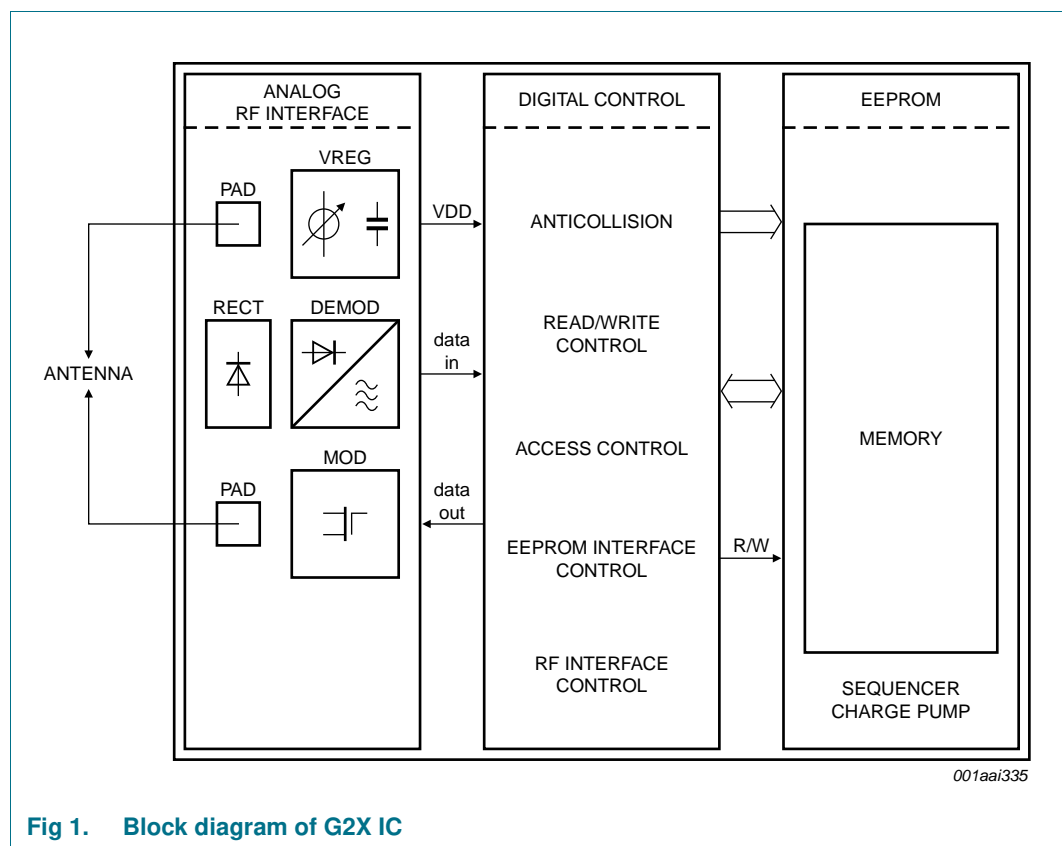 ANALOG
RF INTERFACE
VREG
PAD
VDD
RECT
DEMOD
data
in
ANTENNA
MOD
PAD
data
out
DIGITAL CONTROL
ANTICOLLISION
READ/WRITE
CONTROL
ACCESS CONTROL
EEPROM INTERFACE
CONTROL
R/W
RF INTERFACE
CONTROL
EEPROM
MEMORY
SEQUENCER
CHARGE PUMP
001aai335
Fig 1. Block diagram of G2X IC